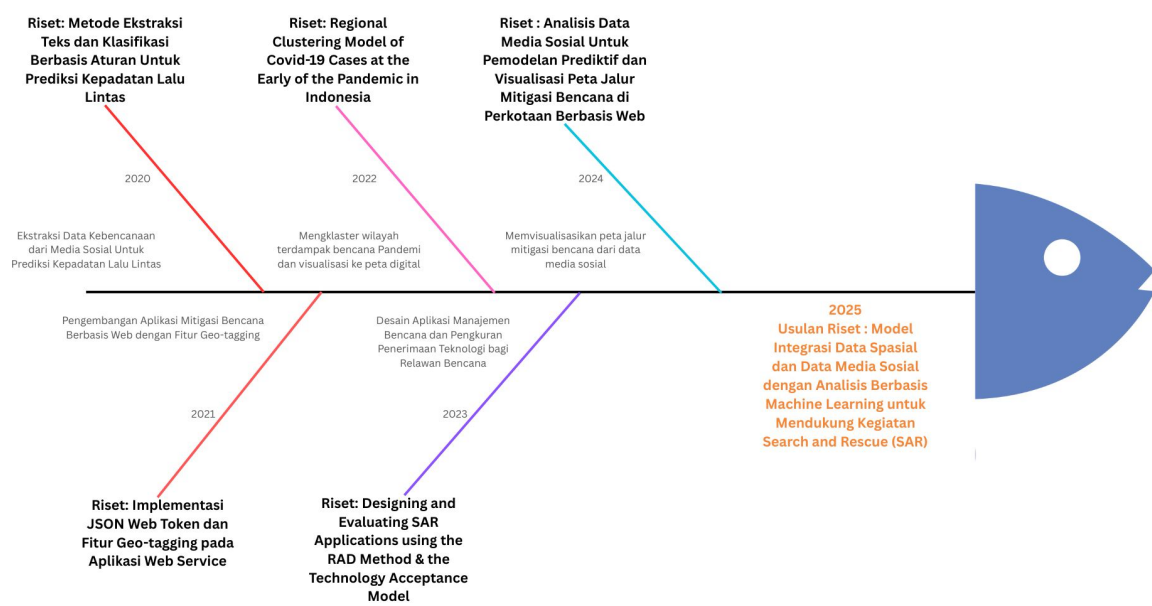 Riset: Metode Ekstraksi
Teks dan Klasifikasi
Berbasis Aturan Untuk
Prediksi Kepadatan Lalu
Lintas
Riset: Regional
Clustering Model of
Covid-19 Cases at the
Early of the Pandemic in
Indonesia
Riset : Analisis Data
Media Sosial Untuk
Pemodelan Prediktif dan
Visualisasi Peta Jalur
Mitigasi Bencana di
Perkotaan Berbasis Web
2020
2022
2024
Ekstraksi Data Kebencanaan
dari Media Sosial Untuk
Prediksi Kepadatan Lalu Lintas
Mengklaster wilayah
terdampak bencana Pandemi
dan visualisasi ke peta digital
Memvisualisasikan peta jalur
mitigasi bencana dari data
media sosial
Pengembangan Aplikasi Mitigasi Bencana
Berbasis Web dengan Fitur Geo-tagging
Desain Aplikasi Manajemen
Bencana dan Pengkuran
Penerimaan Teknologi bagi
Relawan Bencana
2025
Usulan Riset : Model
Integrasi Data Spasial
dan Data Media Sosial
dengan Analisis Berbasis
Machine Learning untuk
Mendukung Kegiatan
Search and Rescue (SAR)
2021
2023
Riset: Implementasi
JSON Web Token dan
Fitur Geo-tagging pada
Aplikasi Web Service
Riset: Designing and
Evaluating SAR
Applications using the
RAD Method & the
Technology Acceptance
Model